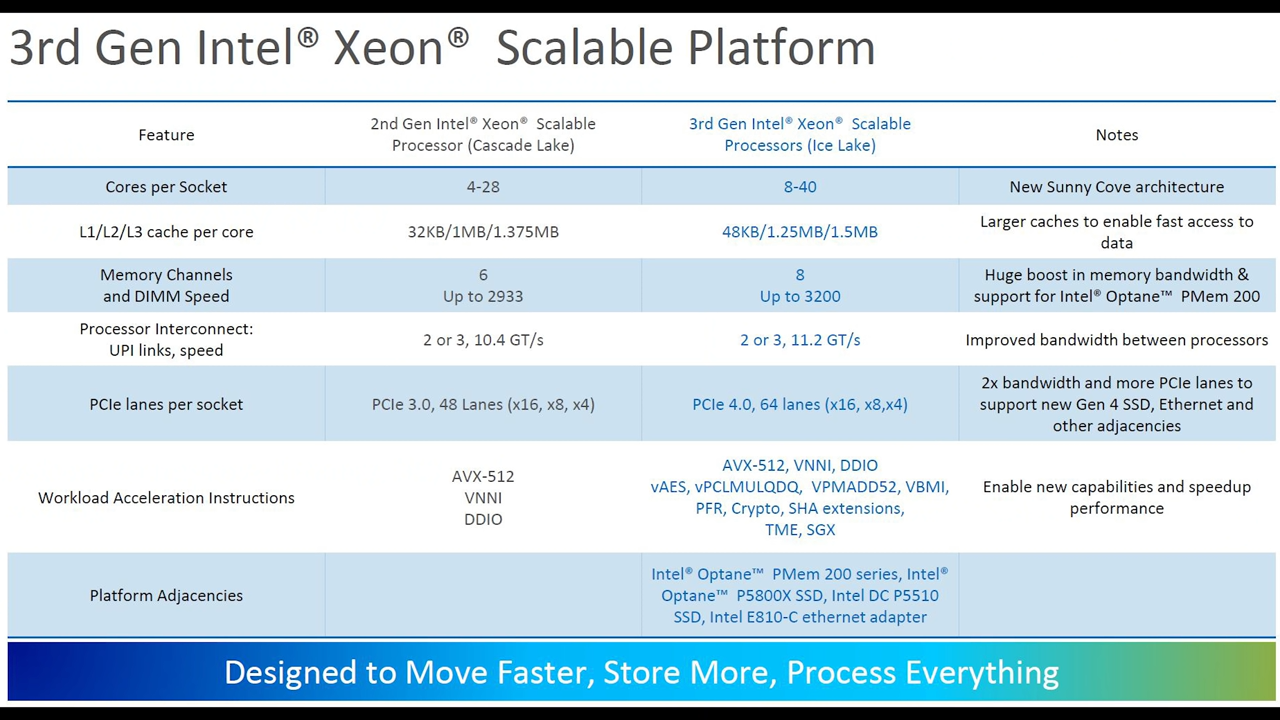 3rd Gen Intel® Xeon® Scalable Platform
Feature
2nd Gen Intel® Xeon® Scalable
Processor (Cascade Lake)
3rd Gen Intel® Xeon® Scalable
Processors (Ice Lake)
Notes
Cores per Socket
4-28
8-40
New Sunny Cove architecture
L1/L2/L3 cache per core
32KB/1MB/1.375MB
48KB/1.25MB/1.5MB
Larger caches to enable fast access to
data
Memory Channels
and DIMM Speed
6
Up to 2933
8
Up to 3200
Huge boost in memory bandwidth &
support for Intel® Optane™ PMem 200
Processor Interconnect:
UPI links, speed
2 or 3, 10.4 GT/s
2 or 3, 11.2 GT/s
Improved bandwidth between processors
PCIe lanes per socket
PCIe 3.0, 48 Lanes (x16, x8, x4)
PCIe 4.0, 64 lanes (x16, x8,x4)
2x bandwidth and more PCIe lanes to
support new Gen 4 SSD, Ethernet and
other adjacencies
Workload Acceleration Instructions
AVX-512
VNNI
DDIO
AVX-512, VNNI, DDIO
vAES, vPCLMULQDQ, VPMADD52, VBMI,
PFR, Crypto, SHA extensions,
TME, SGX
Enable new capabilities and speedup
performance
Platform Adjacencies
Intel® Optane™ PMem 200 series, Intel®
Optane™ P5800X SSD, Intel DC P5510
SSD, Intel E810-C ethernet adapter
Designed to Move Faster, Store More, Process Everything